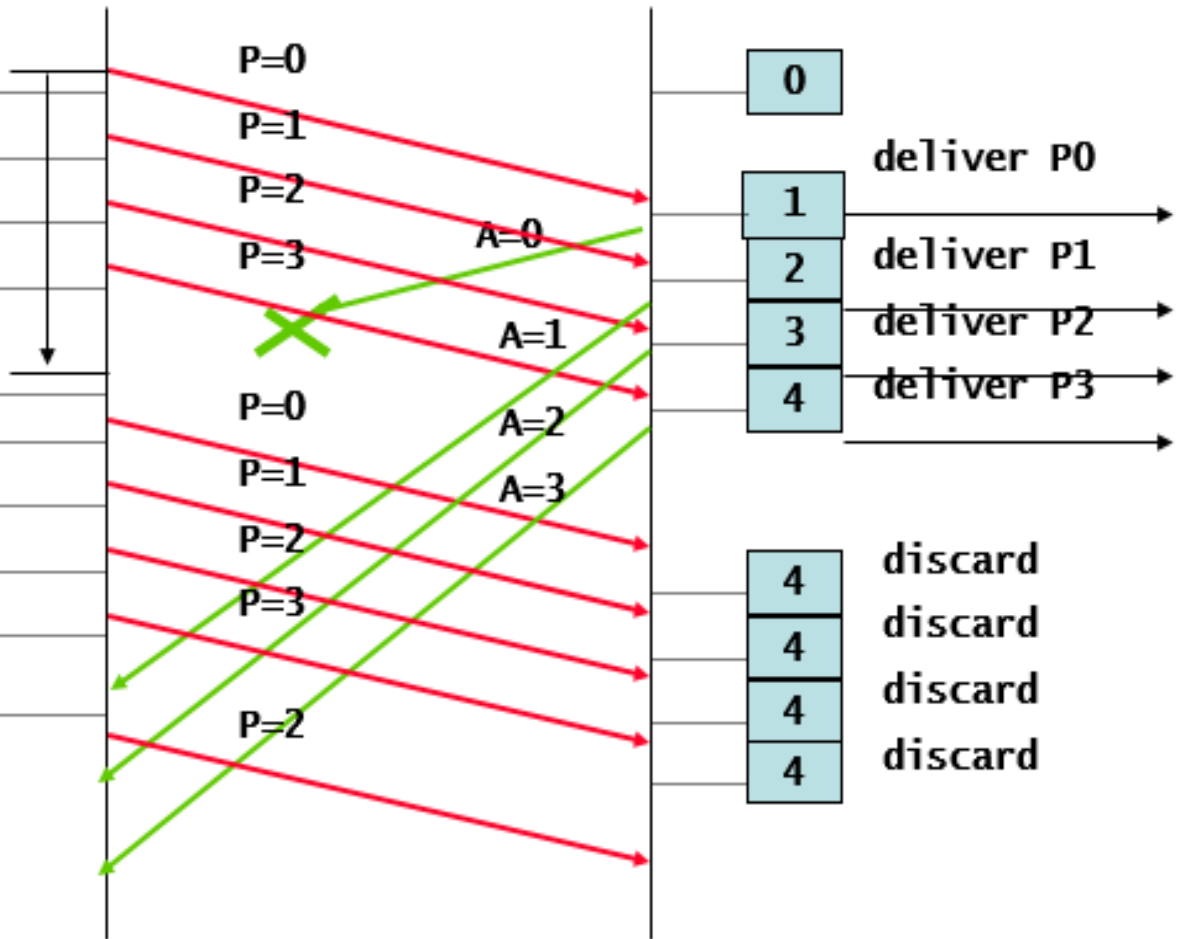 P=0
0
P=1
deliver P0
P=2
1
A=0
P=3
deliver P1
2
deliver P2
3
A=1
deliver P3
4
P=0
A=2
P=1
A=3
P=2
discard
4
P=3
discard
4
discard
4
P=2
discard
4